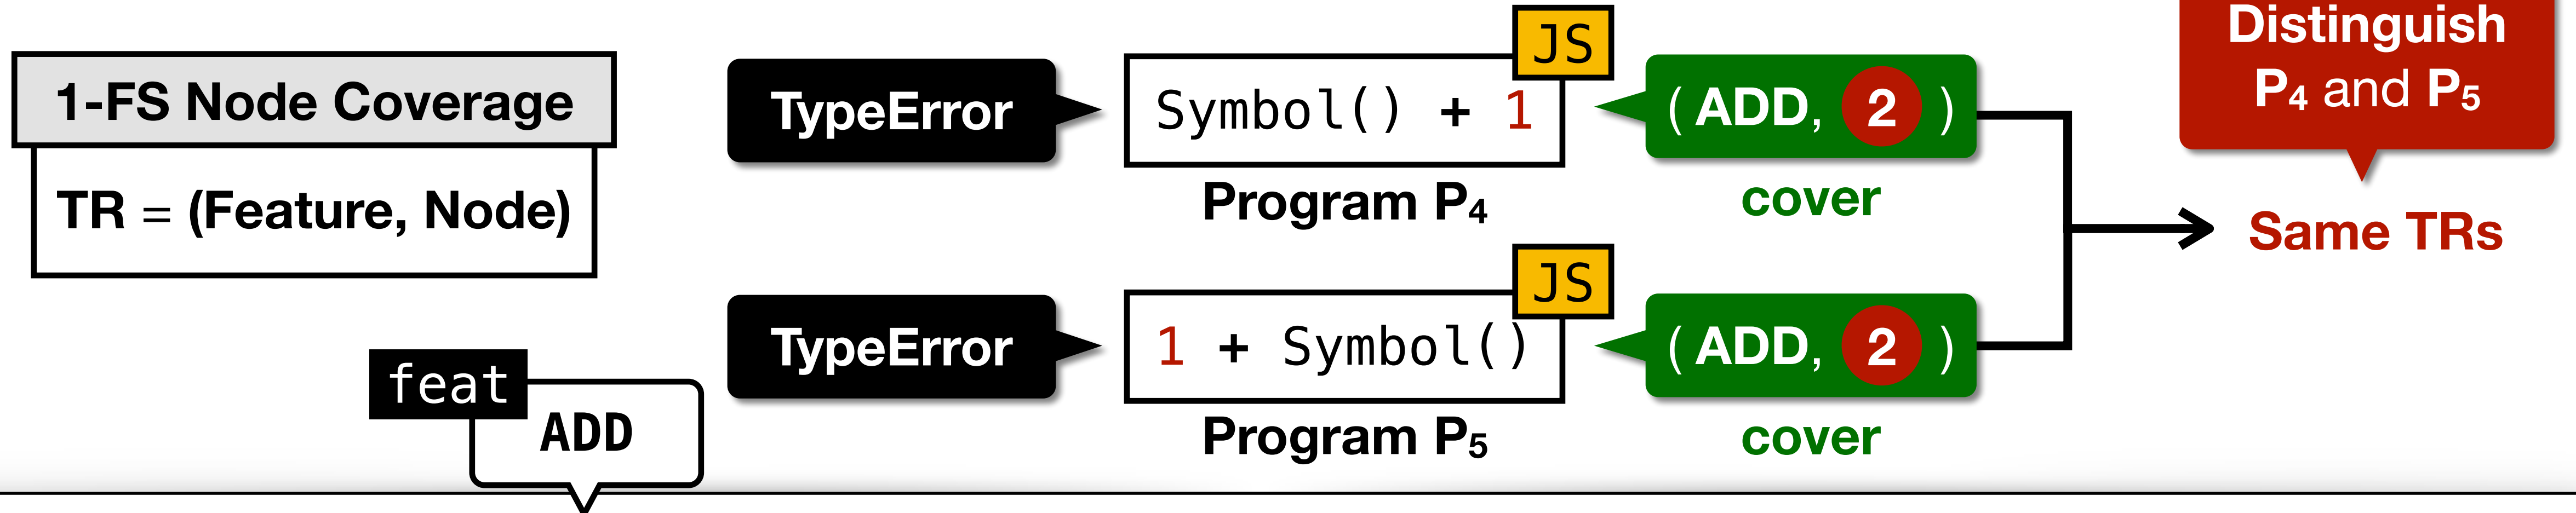 1-FS Node Coverage
TR = (Feature, Node)
feat
ADD
TypeError
JS
Symbol() + 1
Program P₄
( ADD, 2 )
cover
TypeError
JS
1 + Symbol()
Program P₅
( ADD, 2 )
cover
Distinguish
P₄ and P₅
Same TRs